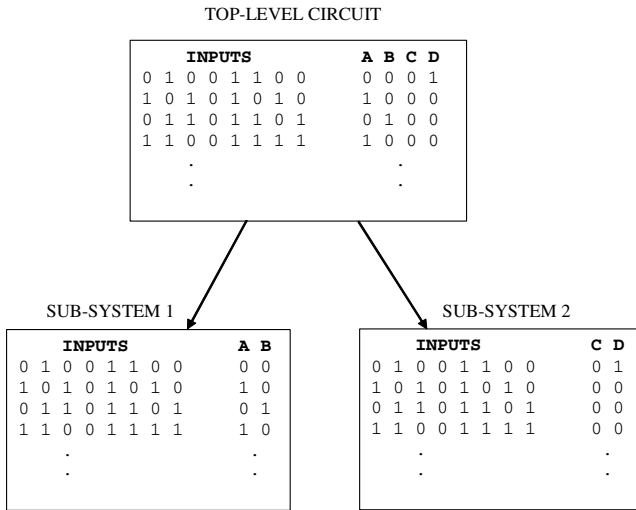 TOP-LEVEL CIRCUIT
INPUTS A B C D
0 1 0 0 1 1 0 0 0 0 0 1
1 0 1 0 1 0 1 0 1 0 0 0
0 1 1 0 1 1 0 1 0 1 0 0
1 1 0 0 1 1 1 1 1 0 0 0
. .
. .
SUB-SYSTEM 1
INPUTS A B
0 1 0 0 1 1 0 0 0 0
1 0 1 0 1 0 1 0 1 0
0 1 1 0 1 1 0 1 0 1
1 1 0 0 1 1 1 1 1 0
. .
. .
SUB-SYSTEM 2
INPUTS C D
0 1 0 0 1 1 0 0 0 1
1 0 1 0 1 0 1 0 0 0
0 1 1 0 1 1 0 1 0 0
1 1 0 0 1 1 1 1 0 0
. .
. .